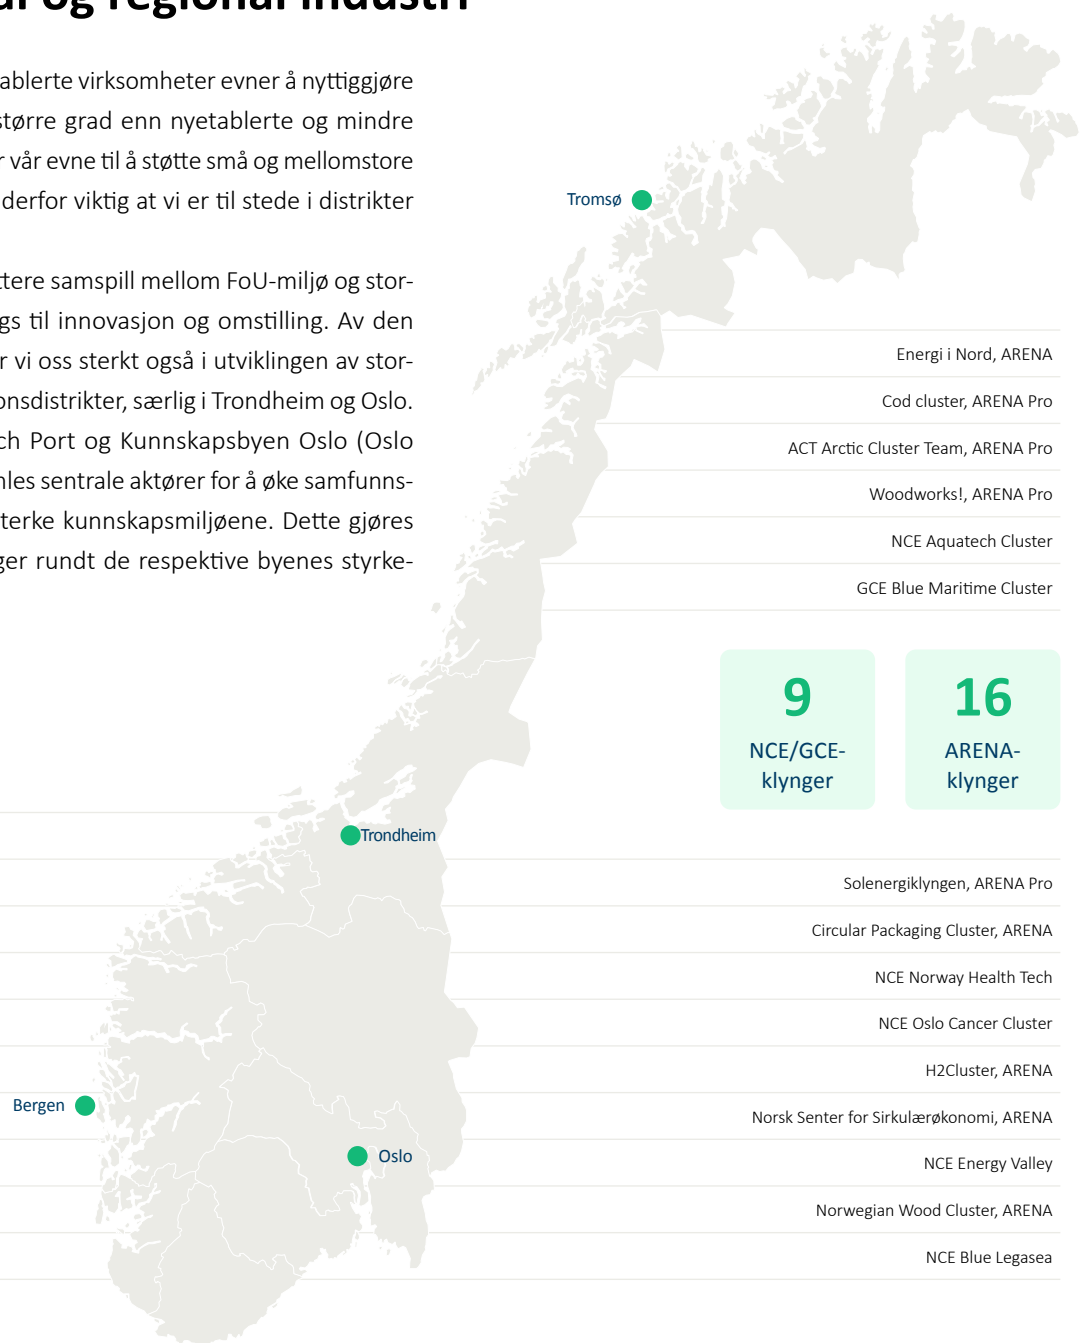 og regional industri
ablerte virksomheter evner å nyttiggjøre
større grad enn nyetablerte og mindre
vår evne til å støtte små og mellomstore
derfor viktig at vi er til stede i distrikter
ttere samspill mellom FoU-miljø og stor-
gs til innovasjon og omstilling. Av den
r vi oss sterkt også i utviklingen av stor-
onsdistrikter, særlig i Trondheim og Oslo.
ch Port og Kunnskapsbyen Oslo (Oslo
nles sentrale aktører for å øke samfunns-
terke kunnskapsmiljøene. Dette gjøres
ger rundt de respektive byenes styrke-
Tromsø
Energi i Nord, ARENA
Cod cluster, ARENA Pro
ACT Arctic Cluster Team, ARENA Pro
Woodworks!, ARENA Pro
NCE Aquatech Cluster
GCE Blue Maritime Cluster
9
NCE/GCE-
klynger
16
ARENA-
klynger
Trondheim
Solenergiklyngen, ARENA Pro
Circular Packaging Cluster, ARENA
NCE Norway Health Tech
NCE Oslo Cancer Cluster
H2Cluster, ARENA
Bergen
Norsk Senter for Sirkulærøkonomi, ARENA
Oslo
NCE Energy Valley
Norwegian Wood Cluster, ARENA
NCE Blue Legasea